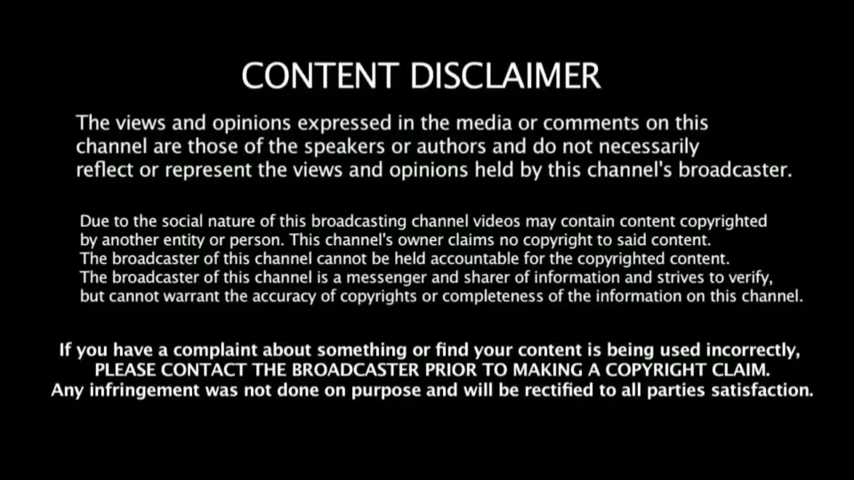 CONTENT DISCLAIMER
The views and opinions expressed in the media or comments on this
channel are those of the speakers or authors and do not necessarily
reflect or represent the views and opinions held by this channel's broadcaster.
Due to the social nature of this broadcasting channel videos may contain content copyrighted
by another entity or person. This channel's owner claims no copyright to said content.
The broadcaster of this channel cannot be held accountable for the copyrighted content.
The broadcaster of this channel is a messenger and sharer of information and strives to verify,
but cannot warrant the accuracy of copyrights or completeness of the information on this channel.
If you have a complaint about something or find your content is being used incorrectly,
PLEASE CONTACT THE BROADCASTER PRIOR TO MAKING A COPYRIGHT CLAIM.
Any infringement was not done on purpose and will be rectified to all parties satisfaction.